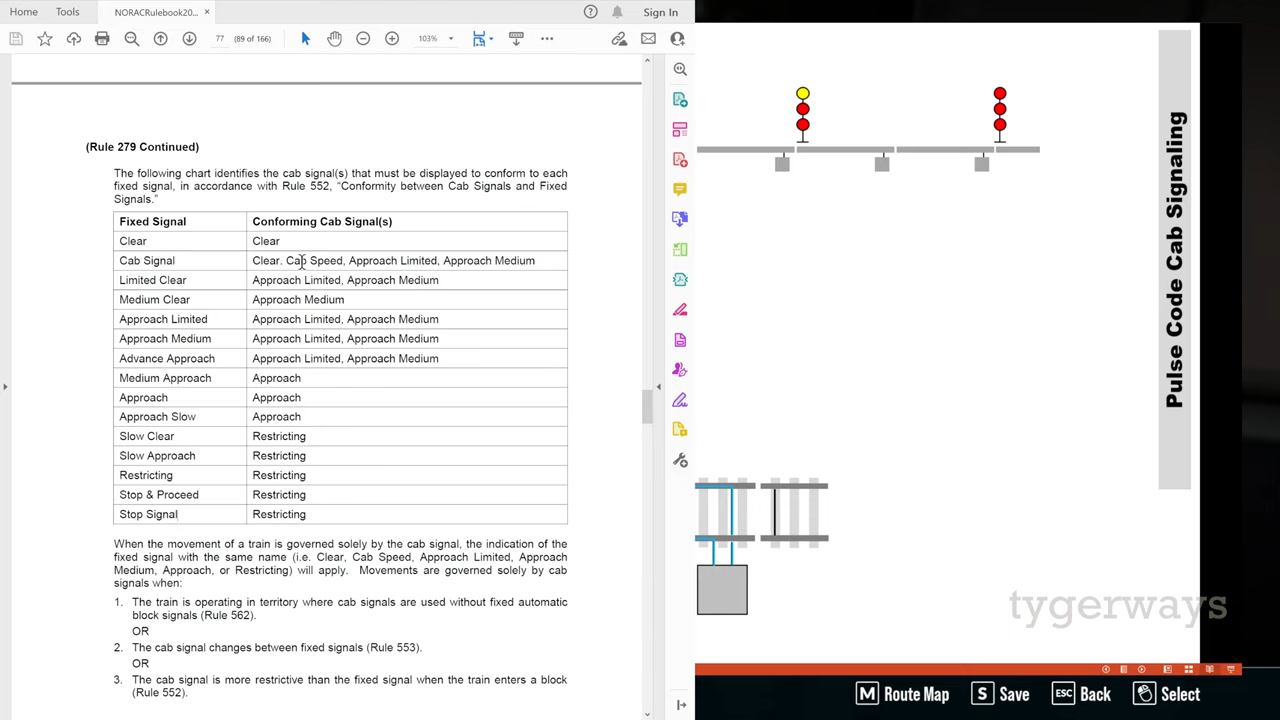 Home Tools NORACRulebook20... × Sign In
77 (89 of 166) 103%
(Rule 279 Continued)
The following chart identifies the cab signal(s) that must be displayed to conform to each
fixed signal, in accordance with Rule 552, “Conformity between Cab Signals and Fixed
Signals.”
Fixed Signal Conforming Cab Signal(s)
Clear Clear
Cab Signal Clear. Cab Speed, Approach Limited, Approach Medium
Limited Clear Approach Limited, Approach Medium
Medium Clear Approach Medium
Approach Limited Approach Limited, Approach Medium
Approach Medium Approach Limited, Approach Medium
Advance Approach Approach Limited, Approach Medium
Medium Approach Approach
Approach Approach
Approach Slow Approach
Slow Clear Restricting
Slow Approach Restricting
Restricting Restricting
Stop & Proceed Restricting
Stop Signal Restricting
When the movement of a train is governed solely by the cab signal, the indication of the
fixed signal with the same name (i.e. Clear, Cab Speed, Approach Limited, Approach
Medium, Approach, or Restricting) will apply. Movements are governed solely by cab
signals when:
1. The train is operating in territory where cab signals are used without fixed automatic
block signals (Rule 562).
OR
2. The cab signal changes between fixed signals (Rule 553).
OR
3. The cab signal is more restrictive than the fixed signal when the train enters a block
(Rule 552).
Pulse Code Cab Signaling
tygerways
M Route Map S Save ESC Back Select